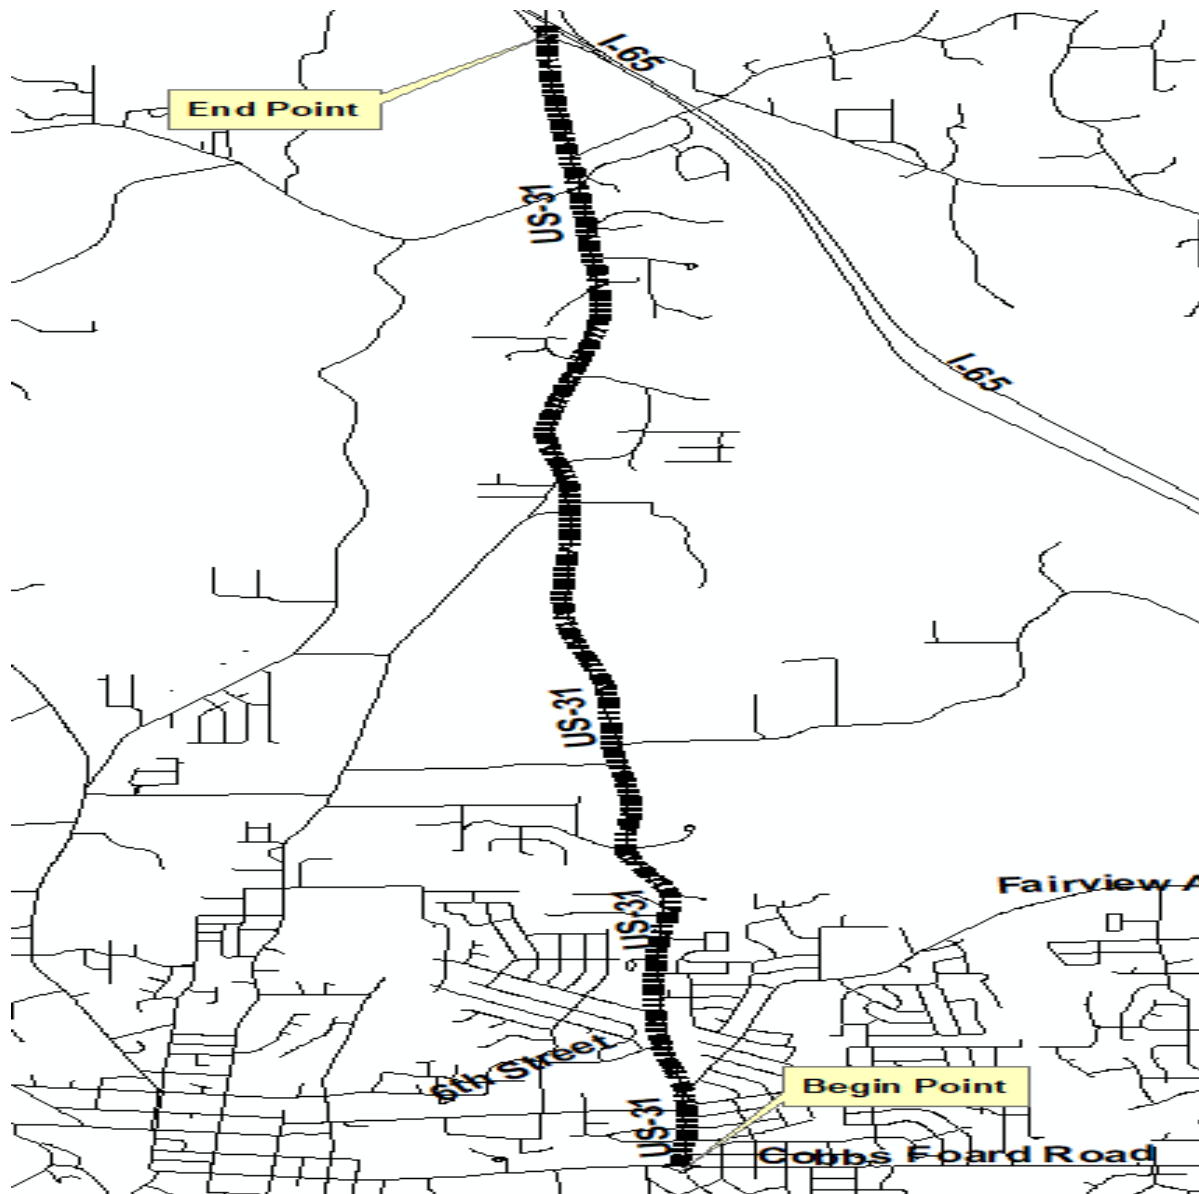 I-65
End Point
US-31
I-65
US-31
Fairview A
US-31
6th Street
Begin Point
US-31
Cobbs Foard Road